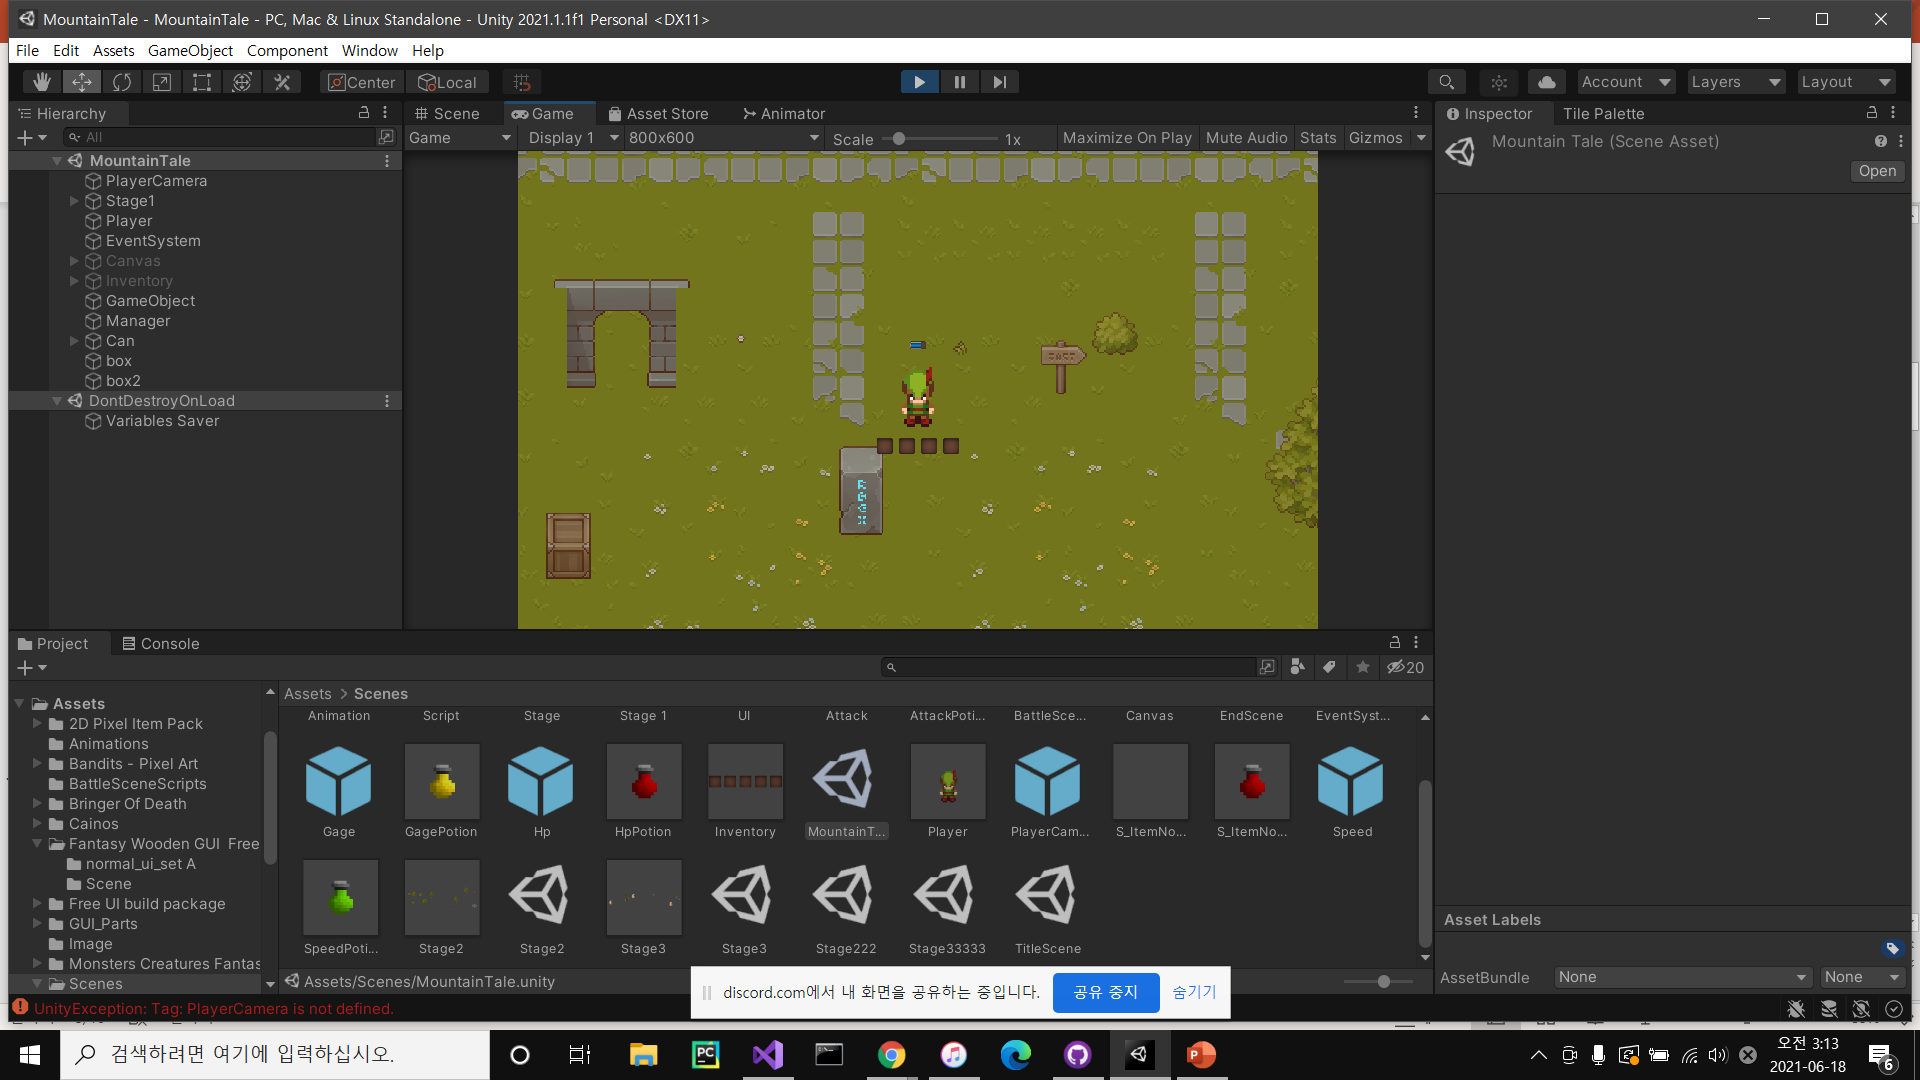 MountainTale - MountainTale - PC, Mac & Linux Standalone - Unity 2021.1.1f1 Personal <DX11>
File Edit Assets GameObject Component Window Help
Center Local Account Layers Layout
Hierarchy
All
MountainTale
PlayerCamera
Stage1
Player
EventSystem
Canvas
Inventory
GameObject
Manager
Can
box
box2
DontDestroyOnLoad
Variables Saver
Scene Game Asset Store Animator
Game Display 1 800x600 Scale 1x Maximize On Play Mute Audio Stats Gizmos
Inspector Tile Palette
Mountain Tale (Scene Asset)
Open
Project Console
20
Assets
2D Pixel Item Pack
Animations
Bandits - Pixel Art
BattleSceneScripts
Bringer Of Death
Cainos
Fantasy Wooden GUI Free
normal_ui_set A
Scene
Free UI build package
GUI_Parts
Image
Monsters Creatures Fantas
Scenes
Assets > Scenes
Animation Script Stage Stage 1 UI Attack AttackPoti... BattleSce... Canvas EndScene EventSyst...
Gage GagePotion Hp HpPotion Inventory MountainT... Player PlayerCam... S_ItemNo... S_ItemNo... Speed
SpeedPoti... Stage2 Stage2 Stage3 Stage3 Stage222 Stage33333 TitleScene
Assets/Scenes/MountainTale.unity
Asset Labels
AssetBundle None None
discord.com에서 내 화면을 공유하는 중입니다. 공유 중지 숨기기
UnityException: Tag: PlayerCamera is not defined.
검색하려면 여기에 입력하십시오.
PC
P
오전 3:13
2021-06-18
6